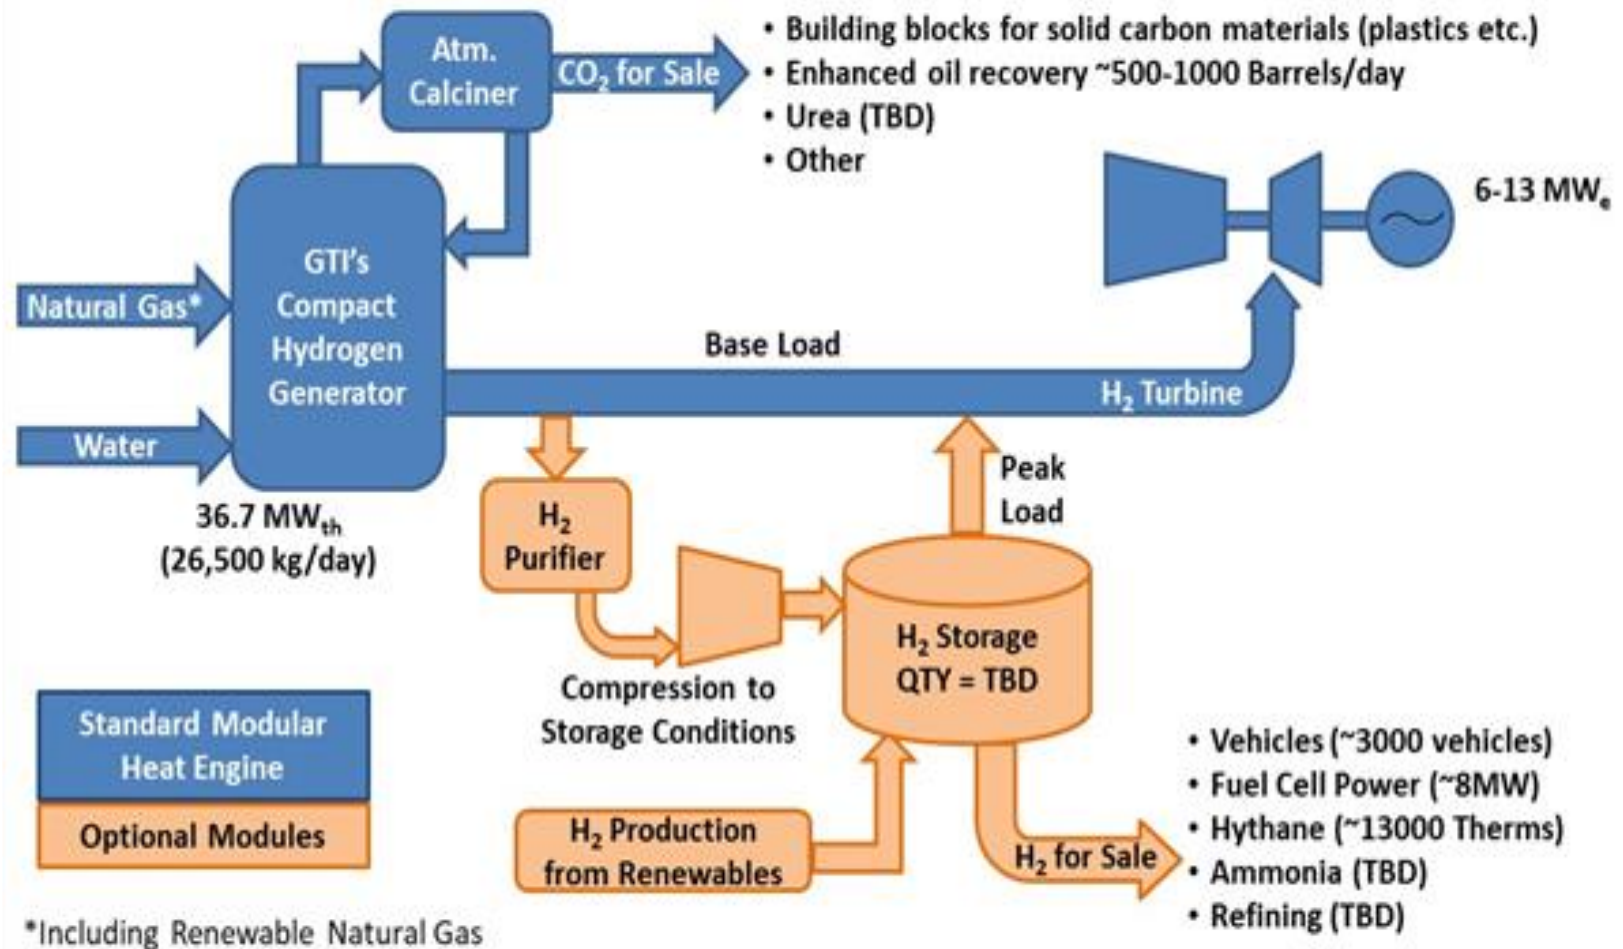 Atm.
Calciner
CO₂ for Sale
• Building blocks for solid carbon materials (plastics etc.)
• Enhanced oil recovery ~500-1000 Barrels/day
• Urea (TBD)
• Other
6-13 MWₑ
GTI's
Compact
Hydrogen
Generator
Natural Gas*
Water
36.7 MWth
(26,500 kg/day)
Base Load
H₂ Turbine
Peak
Load
H₂
Purifier
Compression to
Storage Conditions
H₂ Storage
QTY = TBD
H₂ Production
from Renewables
H₂ for Sale
• Vehicles (~3000 vehicles)
• Fuel Cell Power (~8MW)
• Hythane (~13000 Therms)
• Ammonia (TBD)
• Refining (TBD)
Standard Modular
Heat Engine
Optional Modules
*Including Renewable Natural Gas